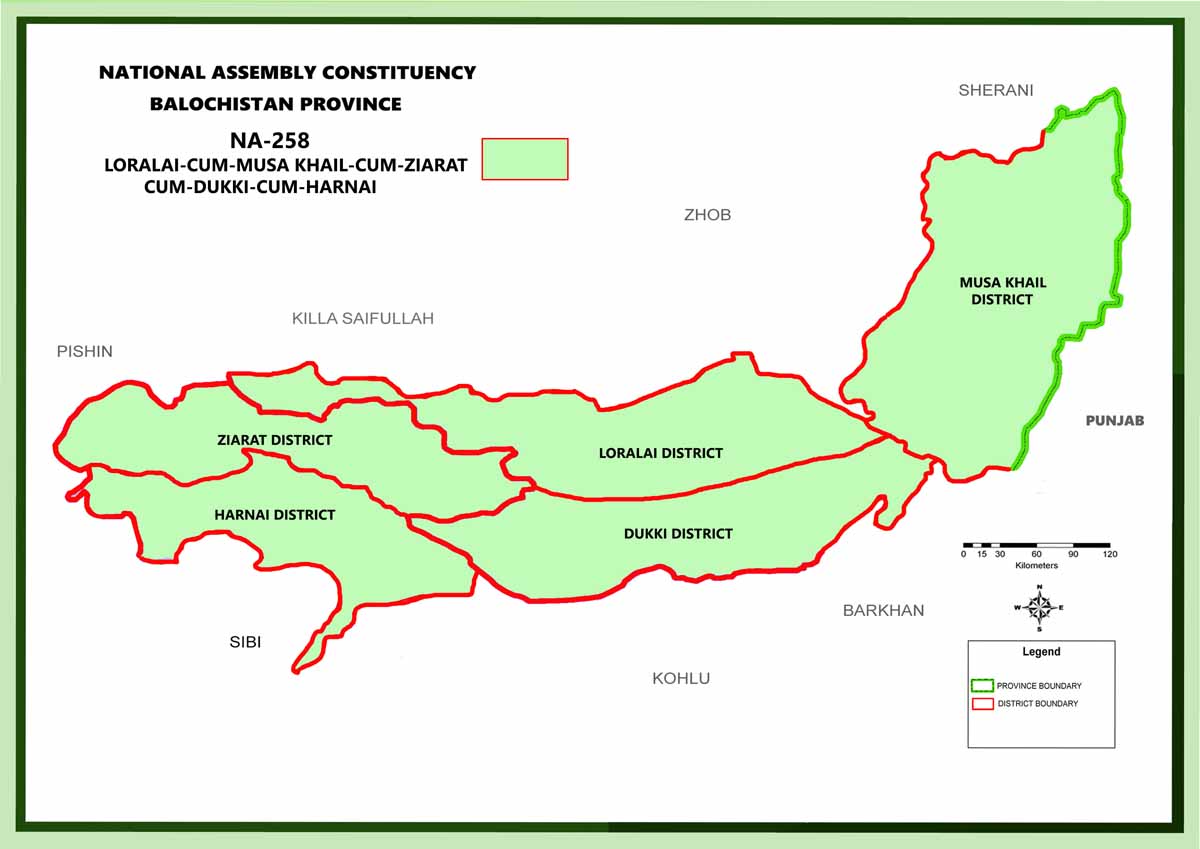 NATIONAL ASSEMBLY CONSTITUENCY
BALOCHISTAN PROVINCE
NA-258
LORALAI-CUM-MUSA KHAIL-CUM-ZIARAT
CUM-DUKKI-CUM-HARNAI
SHERANI
ZHOB
MUSA KHAIL
DISTRICT
KILLA SAIFULLAH
PISHIN
PUNJAB
ZIARAT DISTRICT
LORALAI DISTRICT
HARNAI DISTRICT
DUKKI DISTRICT
0 15 30 60 90 120
Kilometers
N
W E
S
BARKHAN
SIBI
KOHLU
Legend
PROVINCE BOUNDARY
DISTRICT BOUNDARY